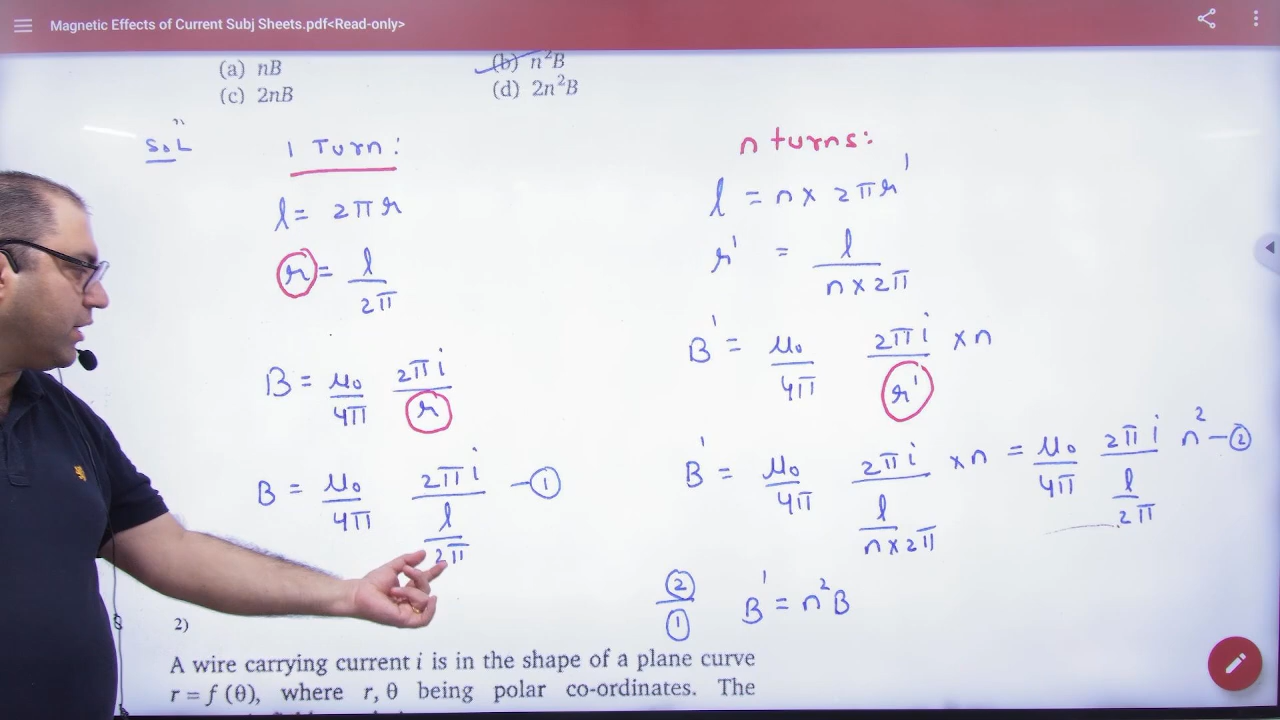 Magnetic Effects of Current Subj Sheets.pdf<Read-only>
(a) nB (b) n²B
(c) 2nB (d) 2n²B
SOL 1 Turn: n turns:
l = 2πr l = n × 2πr'
r = l/2π r' = l/(n × 2π)
B = μ₀/4π 2πi/r B' = μ₀/4π 2πi/r' × n
B = μ₀/4π 2πi/(l/2π) — ① B' = μ₀/4π 2πi/(l/(n × 2π)) × n = μ₀/4π 2πi/(l/2π) n² — ②
②/① B' = n²B
2)
A wire carrying current i is in the shape of a plane curve
r = f (θ), where r, θ being polar co-ordinates. The